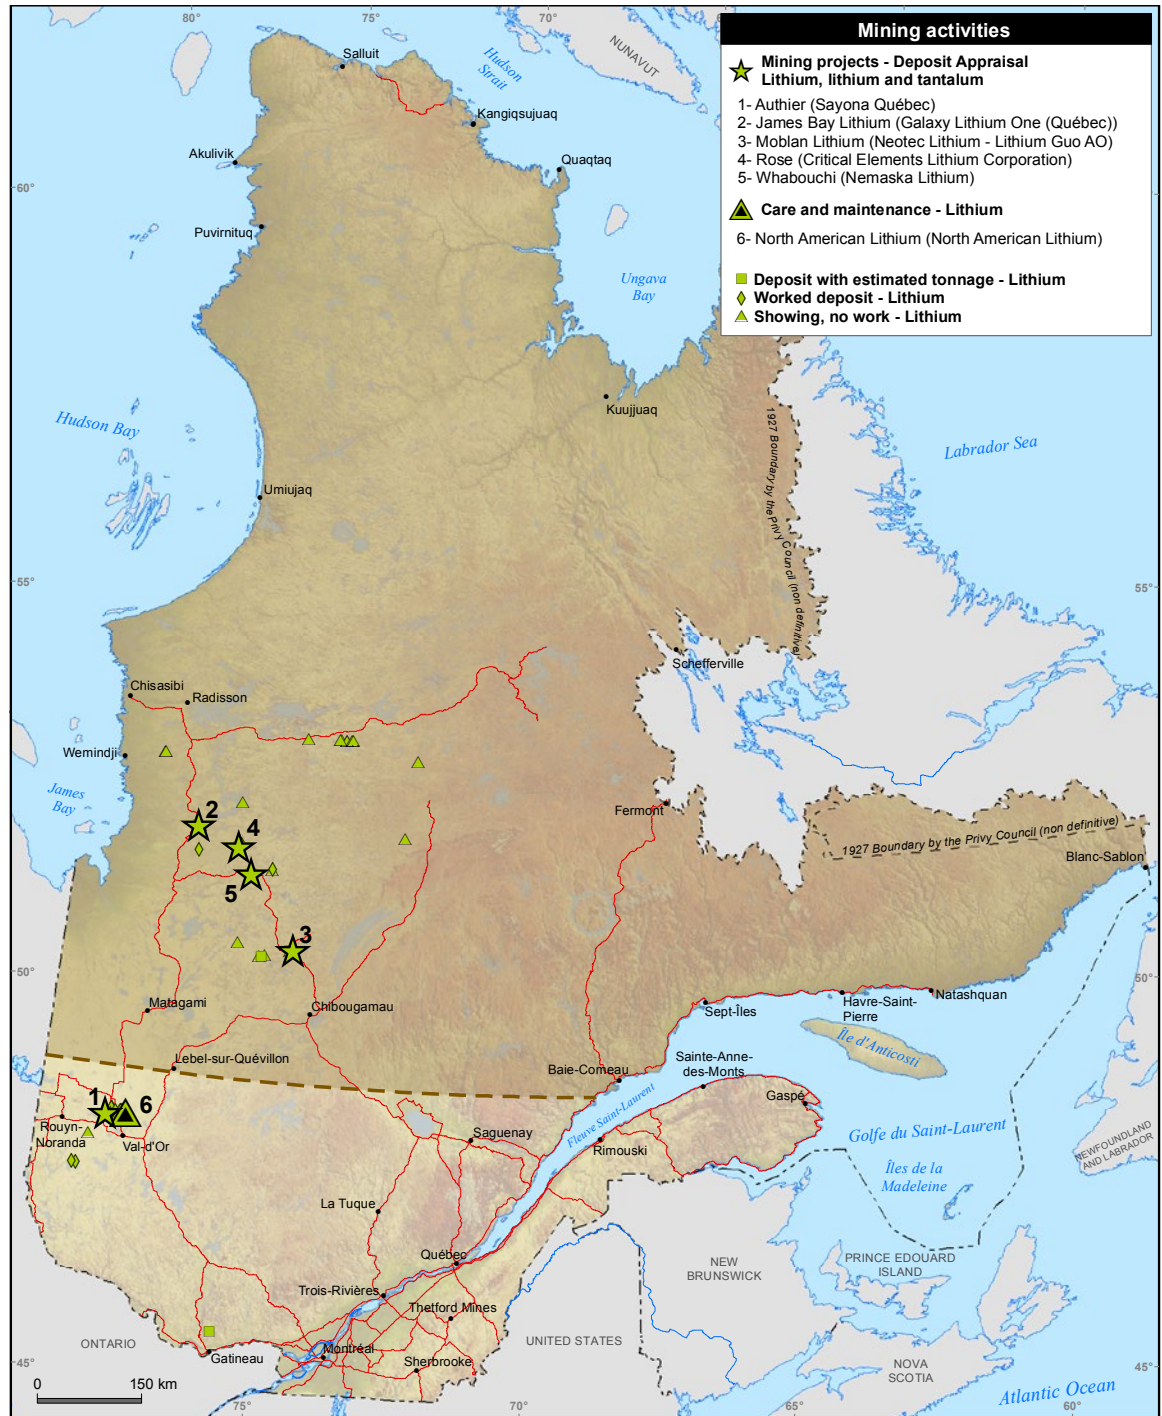 80°
75°
70°
65°
Mining activities
Mining projects - Deposit Appraisal
Lithium, lithium and tantalum
1- Authier (Sayona Québec)
2- James Bay Lithium (Galaxy Lithium One (Québec))
3- Moblan Lithium (Neotec Lithium - Lithium Guo AO)
4- Rose (Critical Elements Lithium Corporation)
5- Whabouchi (Nemaska Lithium)
Care and maintenance - Lithium
6- North American Lithium (North American Lithium)
Deposit with estimated tonnage - Lithium
Worked deposit - Lithium
Showing, no work - Lithium
NUNAVUT
Salluit
Hudson
Strait
Kangiqsujuaq
Akulivik
Quaqtaq
60°
Puvirnituq
Ungava
Bay
Kuujjuaq
Hudson Bay
1927 Boundary by the Privy Council (non definitive)
Labrador Sea
Umiujaq
55°
55°
Schefferville
Chisasibi
Radisson
Wemindji
James
Bay
2
4
5
3
Fermont
1927 Boundary by the Privy Council (non definitive)
Blanc-Sablon
50°
50°
Matagami
Chibougamau
Sept-Îles
Havre-Saint-
Pierre
Natashquan
Île d'Anticosti
Lebel-sur-Quévillon
Baie-Comeau
Sainte-Anne-
des-Monts
Gaspé
1
6
Rouyn-
Noranda
Val-d'Or
Fleuve Saint-Laurent
Saguenay
Rimouski
Golfe du Saint-Laurent
Îles de la
Madeleine
NEWFOUNDLAND
AND LABRADOR
La Tuque
Québec
NEW
BRUNSWICK
PRINCE EDOUARD
ISLAND
Trois-Rivières
Thetford Mines
ONTARIO
Gatineau
Montréal
Sherbrooke
UNITED STATES
NOVA
SCOTIA
45°
45°
Atlantic Ocean
0 150 km
75°
70°
65°
60°